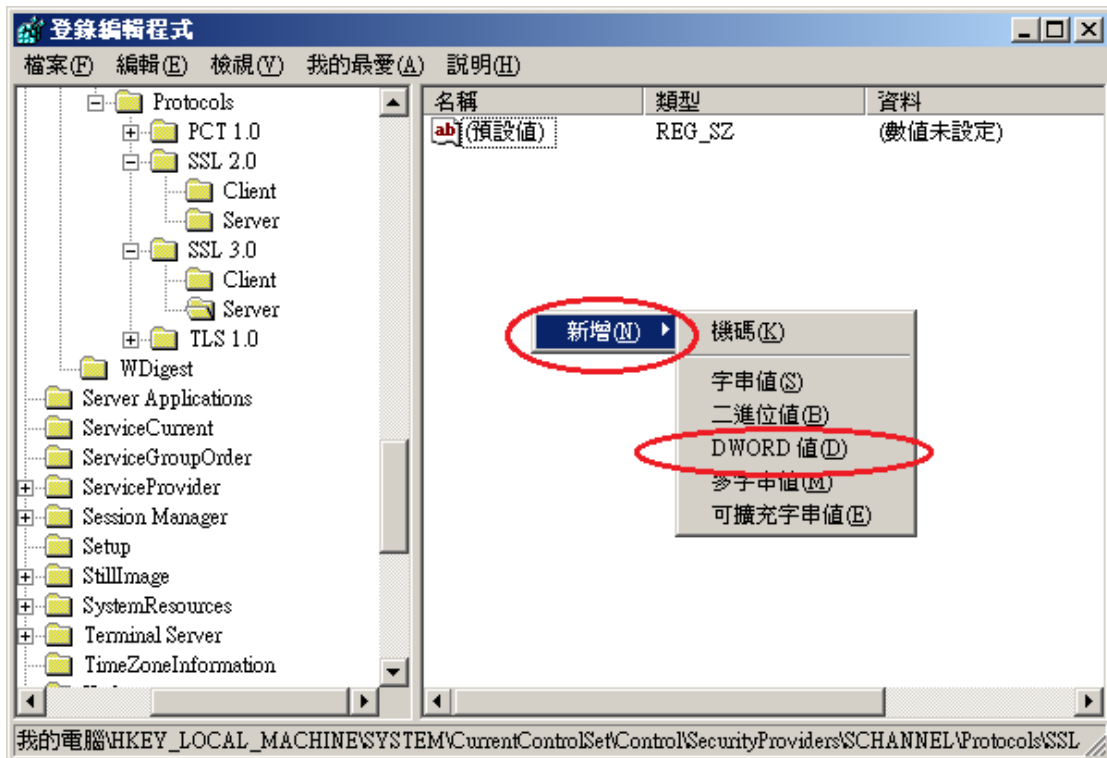 登錄編輯程式
檔案(F) 編輯(E) 檢視(V) 我的最愛(A) 說明(H)
Protocols
PCT 1.0
SSL 2.0
Client
Server
SSL 3.0
Client
Server
TLS 1.0
WDigest
Server Applications
ServiceCurrent
ServiceGroupOrder
ServiceProvider
Session Manager
Setup
StillImage
SystemResources
Terminal Server
TimeZoneInformation
名稱 類型 資料
ab (預設值) REG_SZ (數值未設定)
新增(N)
機碼(K)
字串值(S)
二進位值(B)
DWORD 值(D)
多字串值(M)
可擴充字串值(E)
我的電腦\HKEY_LOCAL_MACHINE\SYSTEM\CurrentControlSet\Control\SecurityProviders\SCHANNEL\Protocols\SSL